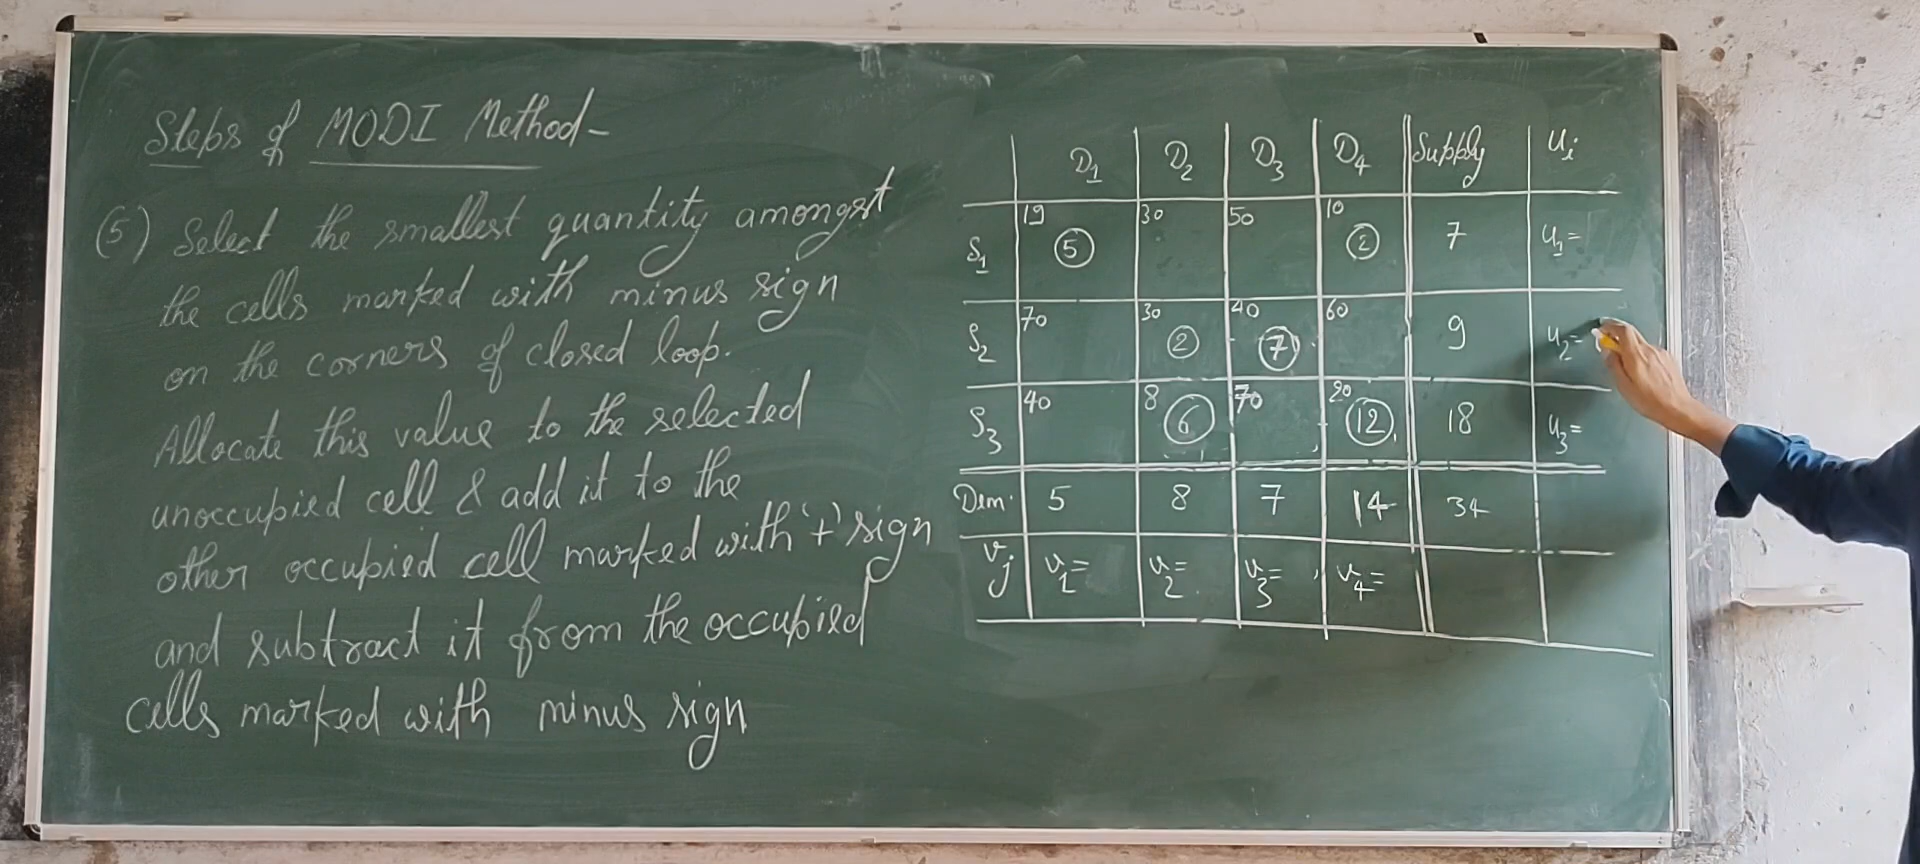 Steps of MODI Method-
(5) Select the smallest quantity amongst
the cells marked with minus sign
on the corners of closed loop.
Allocate this value to the selected
unoccupied cell & add it to the
other occupied cell marked with '+' sign
and subtract it from the occupied
cells marked with minus sign
D1 D2 D3 D4 Supply ui
S1 19 5 30 50 10 2 7 u1=
S2 70 30 2 40 7 60 9 u2=
S3 40 8 6 70 20 12 18 u3=
Dem. 5 8 7 14 34
vj v1= v2= v3= v4=